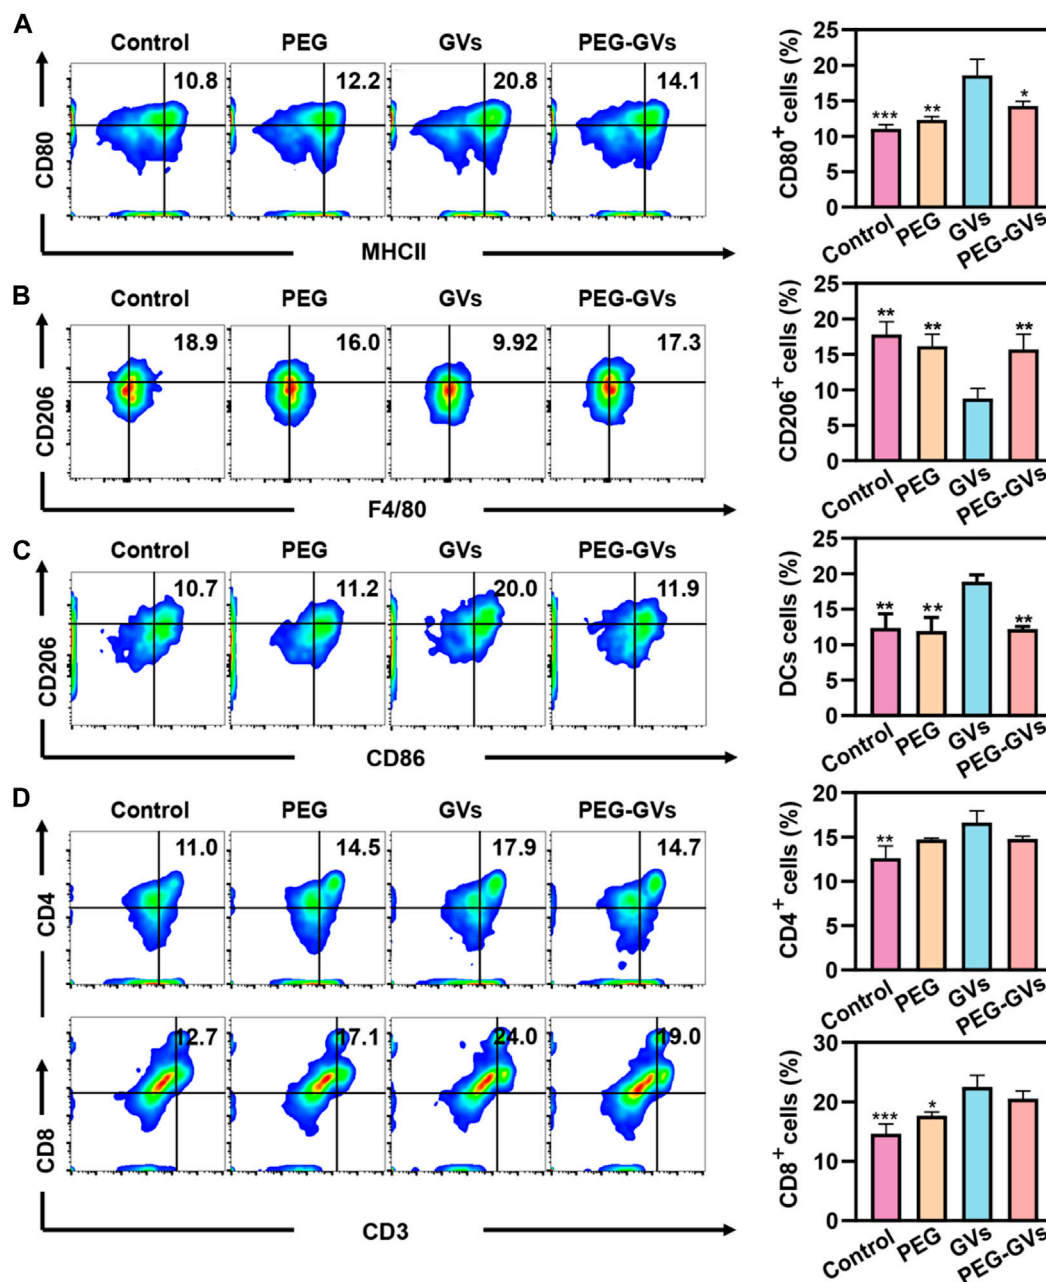 A
Control PEG GVs PEG-GVs
10.8 12.2 20.8 14.1
CD80
MHCII
CD80+ cells (%)
25
20
15
10
5
0
*** ** *
Control PEG GVs PEG-GVs
B
Control PEG GVs PEG-GVs
18.9 16.0 9.92 17.3
CD206
F4/80
CD206+ cells (%)
25
20
15
10
5
0
** ** **
Control PEG GVs PEG-GVs
C
Control PEG GVs PEG-GVs
10.7 11.2 20.0 11.9
CD206
CD86
DCs cells (%)
25
20
15
10
5
0
** ** **
Control PEG GVs PEG-GVs
D
Control PEG GVs PEG-GVs
11.0 14.5 17.9 14.7
CD4
CD4+ cells (%)
20
15
10
5
0
**
Control PEG GVs PEG-GVs
12.7 17.1 24.0 19.0
CD8
CD3
CD8+ cells (%)
30
20
10
0
*** *
Control PEG GVs PEG-GVs